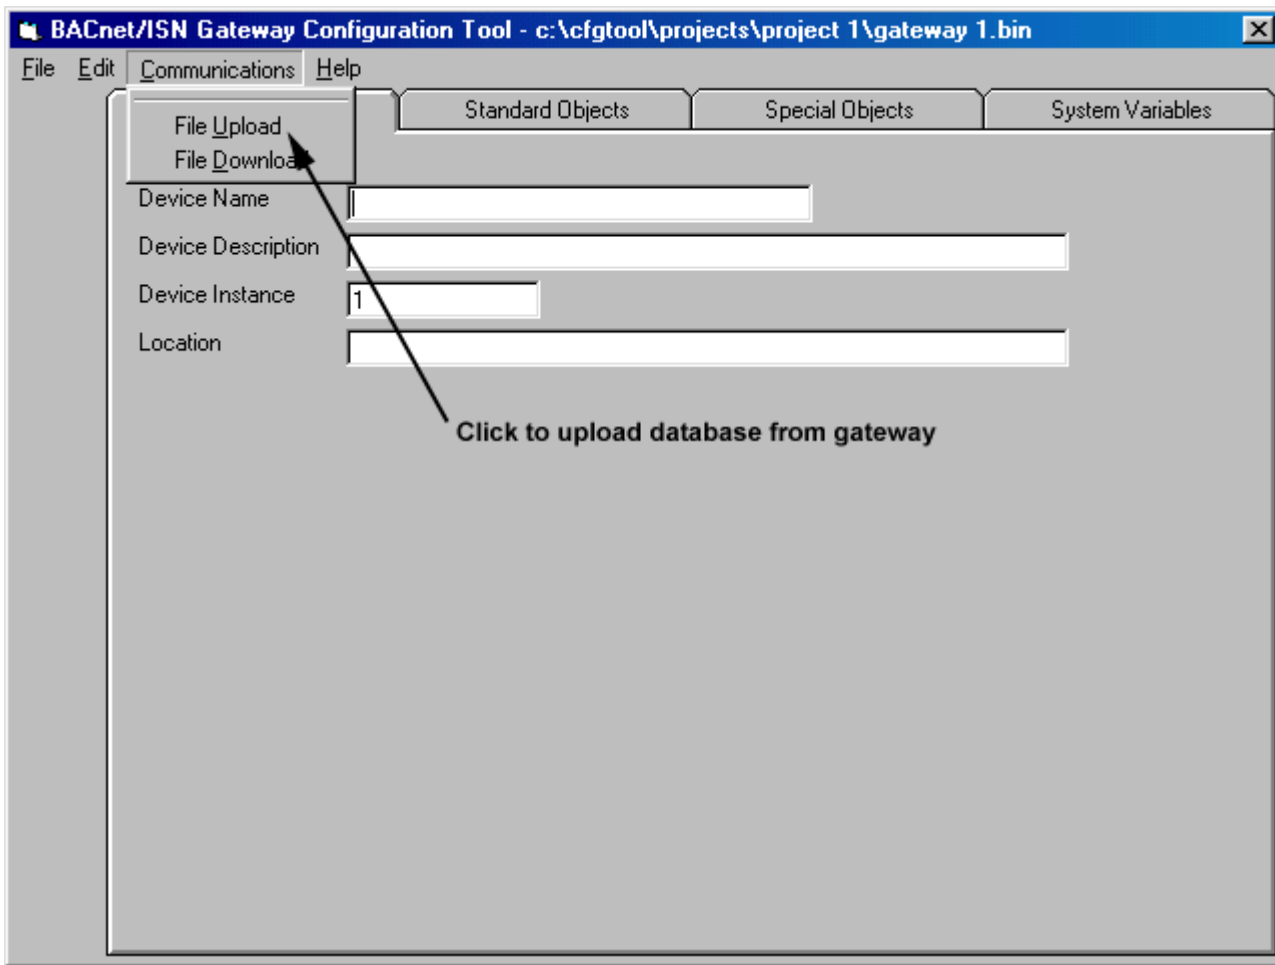 BACnet/ISN Gateway Configuration Tool - c:\cfgtool\projects\project 1\gateway 1.bin
File Edit Communications Help
Standard Objects Special Objects System Variables
File Upload
File Download
Device Name
Device Description
Device Instance 1
Location
Click to upload database from gateway